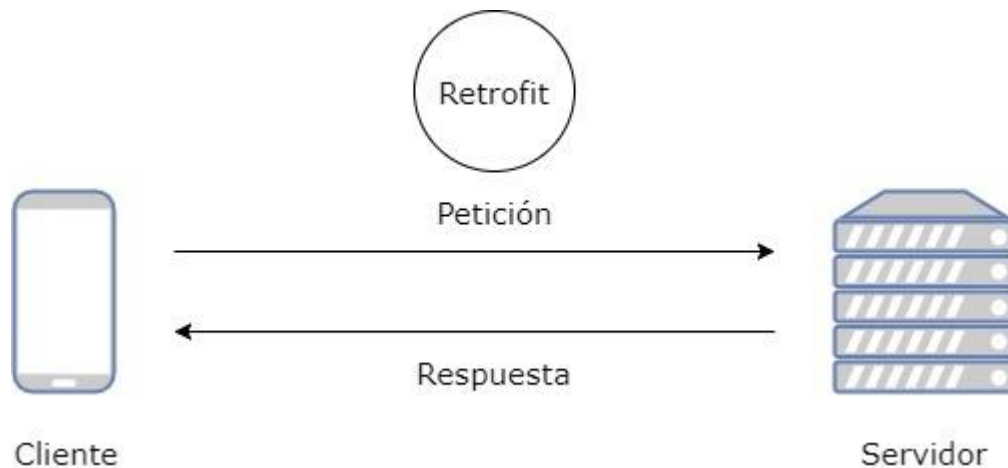 Retrofit
Petición
Respuesta
Cliente
Servidor